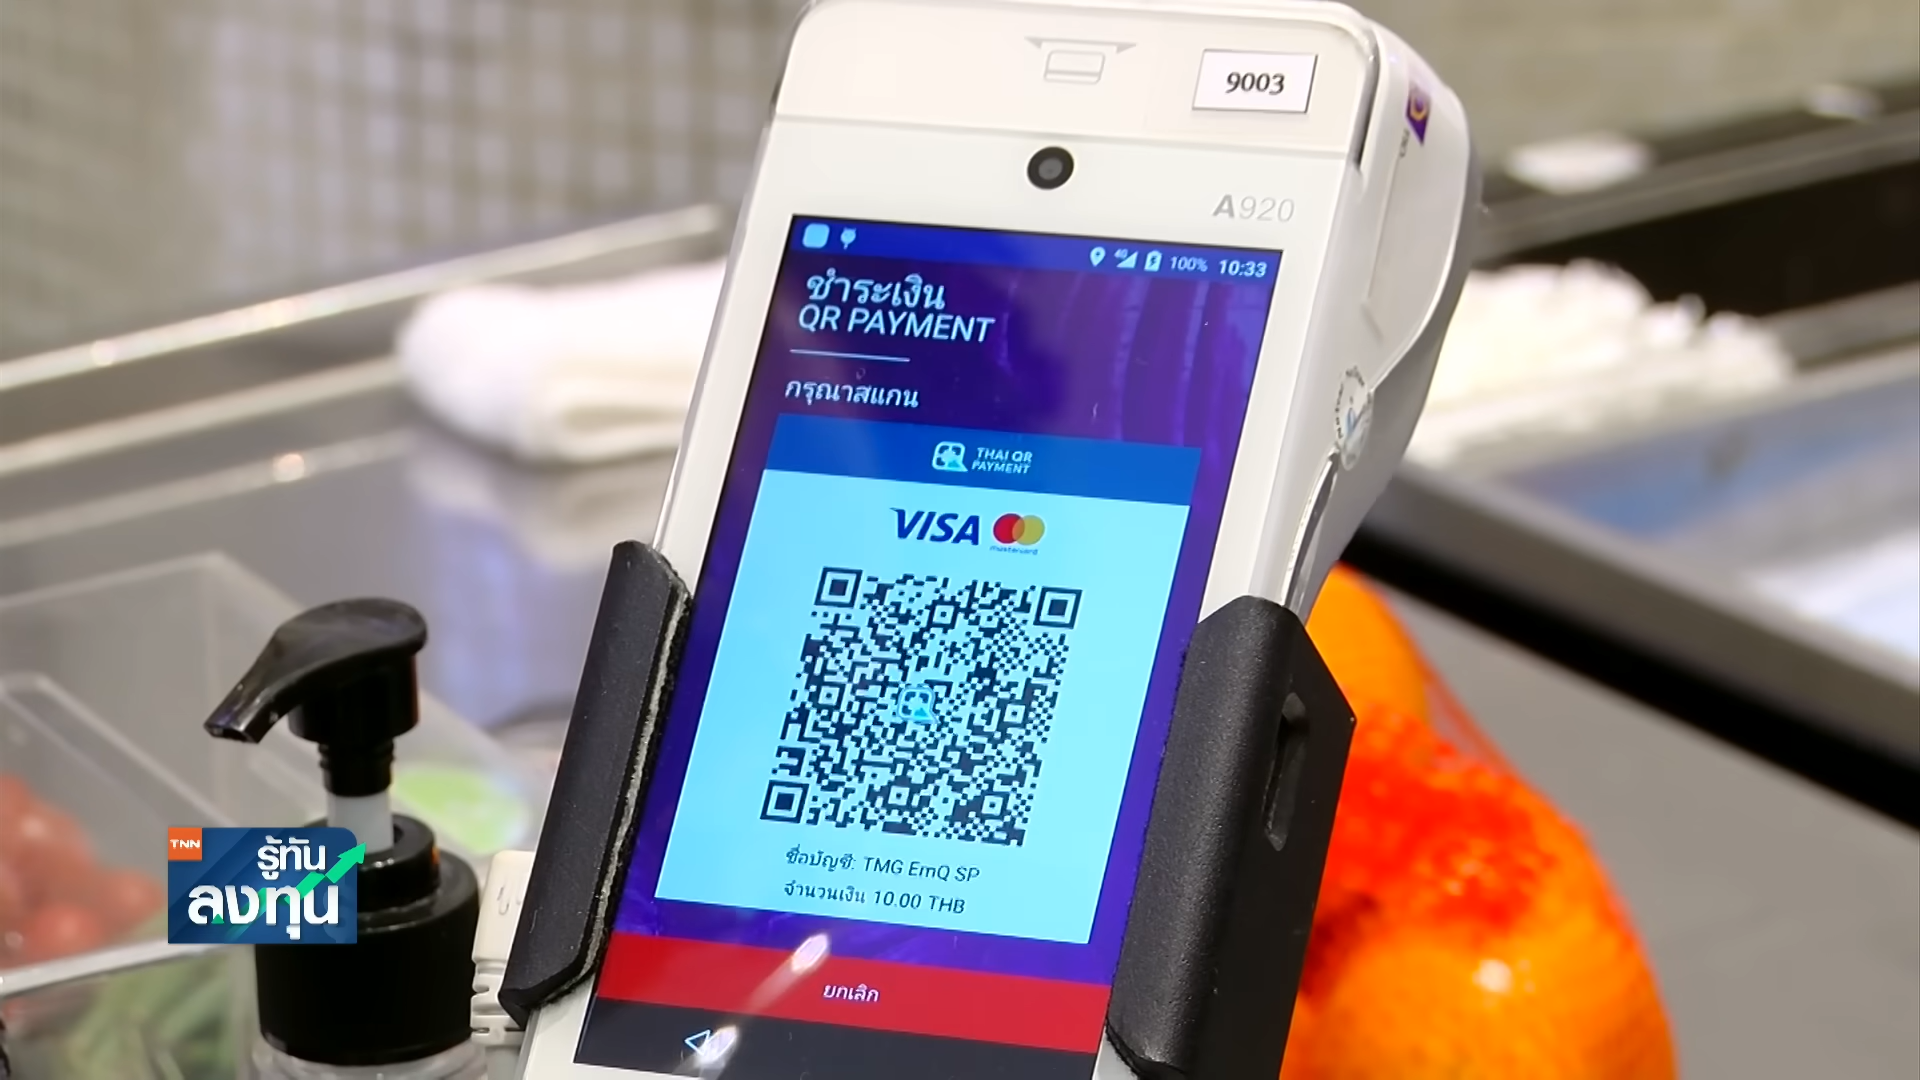 9003
A920
4G 100% 10:33
ชำระเงิน
QR PAYMENT
กรุณาสแกน
THAI QR
PAYMENT
VISA
mastercard
ชื่อบัญชี: TMG EmQ SP
จำนวนเงิน 10.00 THB
ยกเลิก
TNN
รู้ทัน
ลงทุน